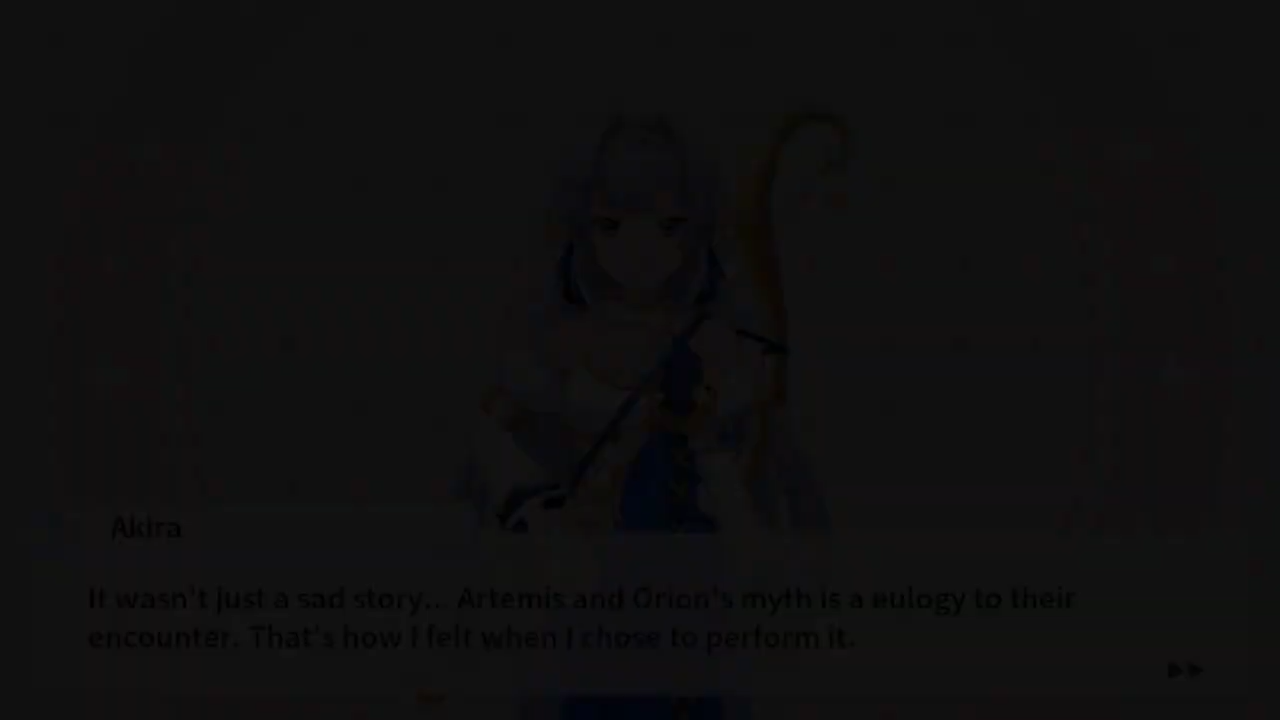 Akira
It wasn't just a sad story... Artemis and Orion's myth is a eulogy to their
encounter. That's how I felt when I chose to perform it.